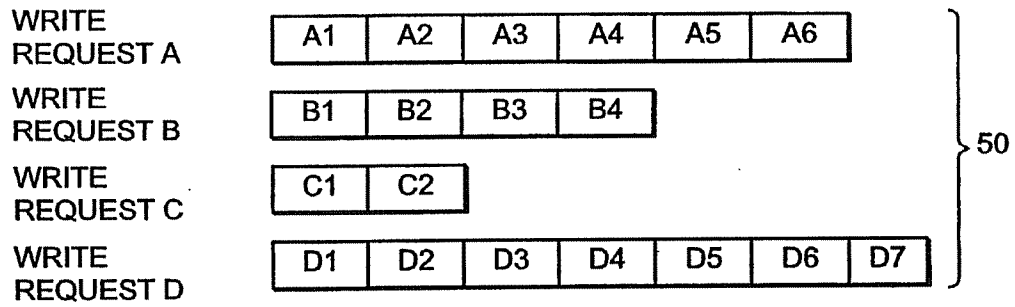 WRITE
REQUEST A
A1 A2 A3 A4 A5 A6
WRITE
REQUEST B
B1 B2 B3 B4
50
WRITE
REQUEST C
C1 C2
WRITE
REQUEST D
D1 D2 D3 D4 D5 D6 D7